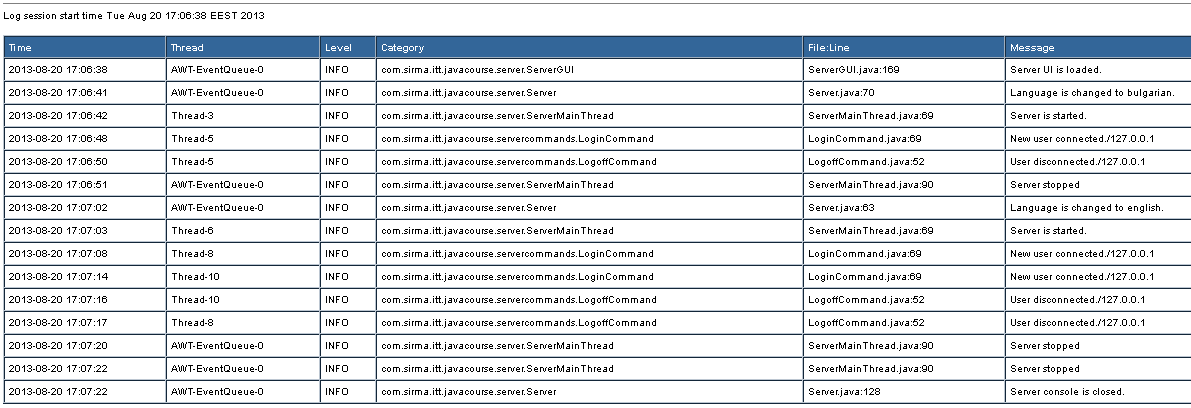 Log session start time Tue Aug 20 17:06:38 EEST 2013
Time Thread Level Category File:Line Message
2013-08-20 17:06:38 AWT-EventQueue-0 INFO com.sirma.itt.javacourse.server.ServerGUI ServerGUI.java:169 Server UI is loaded.
2013-08-20 17:06:41 AWT-EventQueue-0 INFO com.sirma.itt.javacourse.server.Server Server.java:70 Language is changed to bulgarian.
2013-08-20 17:06:42 Thread-3 INFO com.sirma.itt.javacourse.server.ServerMainThread ServerMainThread.java:69 Server is started.
2013-08-20 17:06:48 Thread-5 INFO com.sirma.itt.javacourse.servercommands.LoginCommand LoginCommand.java:69 New user connected./127.0.0.1
2013-08-20 17:06:50 Thread-5 INFO com.sirma.itt.javacourse.servercommands.LogoffCommand LogoffCommand.java:52 User disconnected./127.0.0.1
2013-08-20 17:06:51 AWT-EventQueue-0 INFO com.sirma.itt.javacourse.server.ServerMainThread ServerMainThread.java:90 Server stopped
2013-08-20 17:07:02 AWT-EventQueue-0 INFO com.sirma.itt.javacourse.server.Server Server.java:63 Language is changed to english.
2013-08-20 17:07:03 Thread-6 INFO com.sirma.itt.javacourse.server.ServerMainThread ServerMainThread.java:69 Server is started.
2013-08-20 17:07:08 Thread-8 INFO com.sirma.itt.javacourse.servercommands.LoginCommand LoginCommand.java:69 New user connected./127.0.0.1
2013-08-20 17:07:14 Thread-10 INFO com.sirma.itt.javacourse.servercommands.LoginCommand LoginCommand.java:69 New user connected./127.0.0.1
2013-08-20 17:07:16 Thread-10 INFO com.sirma.itt.javacourse.servercommands.LogoffCommand LogoffCommand.java:52 User disconnected./127.0.0.1
2013-08-20 17:07:17 Thread-8 INFO com.sirma.itt.javacourse.servercommands.LogoffCommand LogoffCommand.java:52 User disconnected./127.0.0.1
2013-08-20 17:07:20 AWT-EventQueue-0 INFO com.sirma.itt.javacourse.server.ServerMainThread ServerMainThread.java:90 Server stopped
2013-08-20 17:07:22 AWT-EventQueue-0 INFO com.sirma.itt.javacourse.server.ServerMainThread ServerMainThread.java:90 Server stopped
2013-08-20 17:07:22 AWT-EventQueue-0 INFO com.sirma.itt.javacourse.server.Server Server.java:128 Server console is closed.